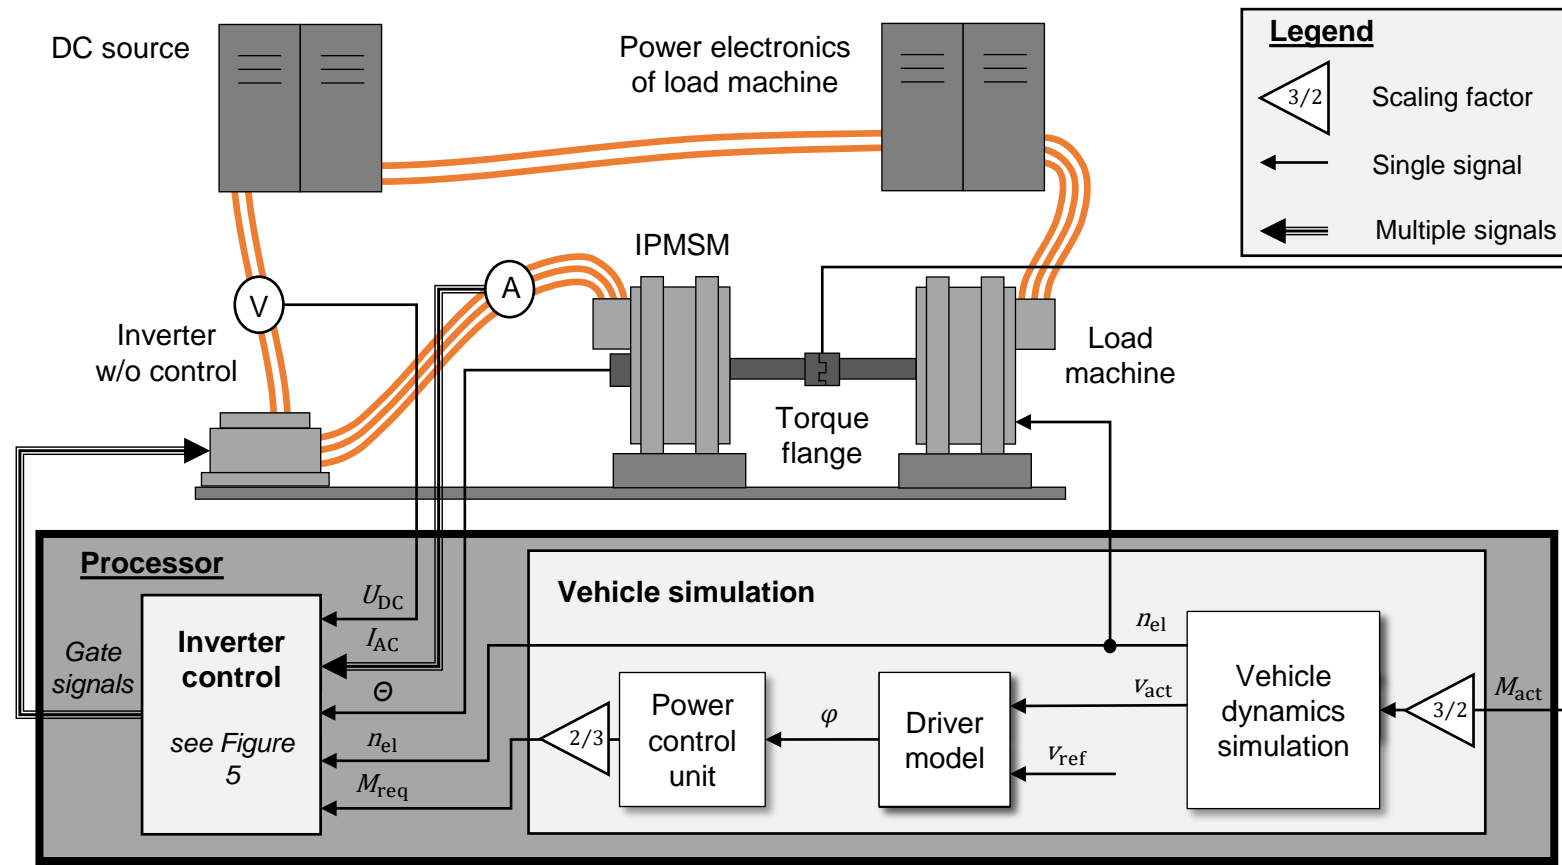 DC source
Power electronics
of load machine
Legend
3/2
Scaling factor
Single signal
Multiple signals
IPMSM
V
A
Inverter
w/o control
Load
machine
Torque
flange
Processor
Vehicle simulation
U_DC
I_AC
Θ
n_el
M_req
Gate
signals
Inverter
control
see Figure
5
2/3
Power
control
unit
φ
Driver
model
n_el
v_act
v_ref
Vehicle
dynamics
simulation
3/2
M_act